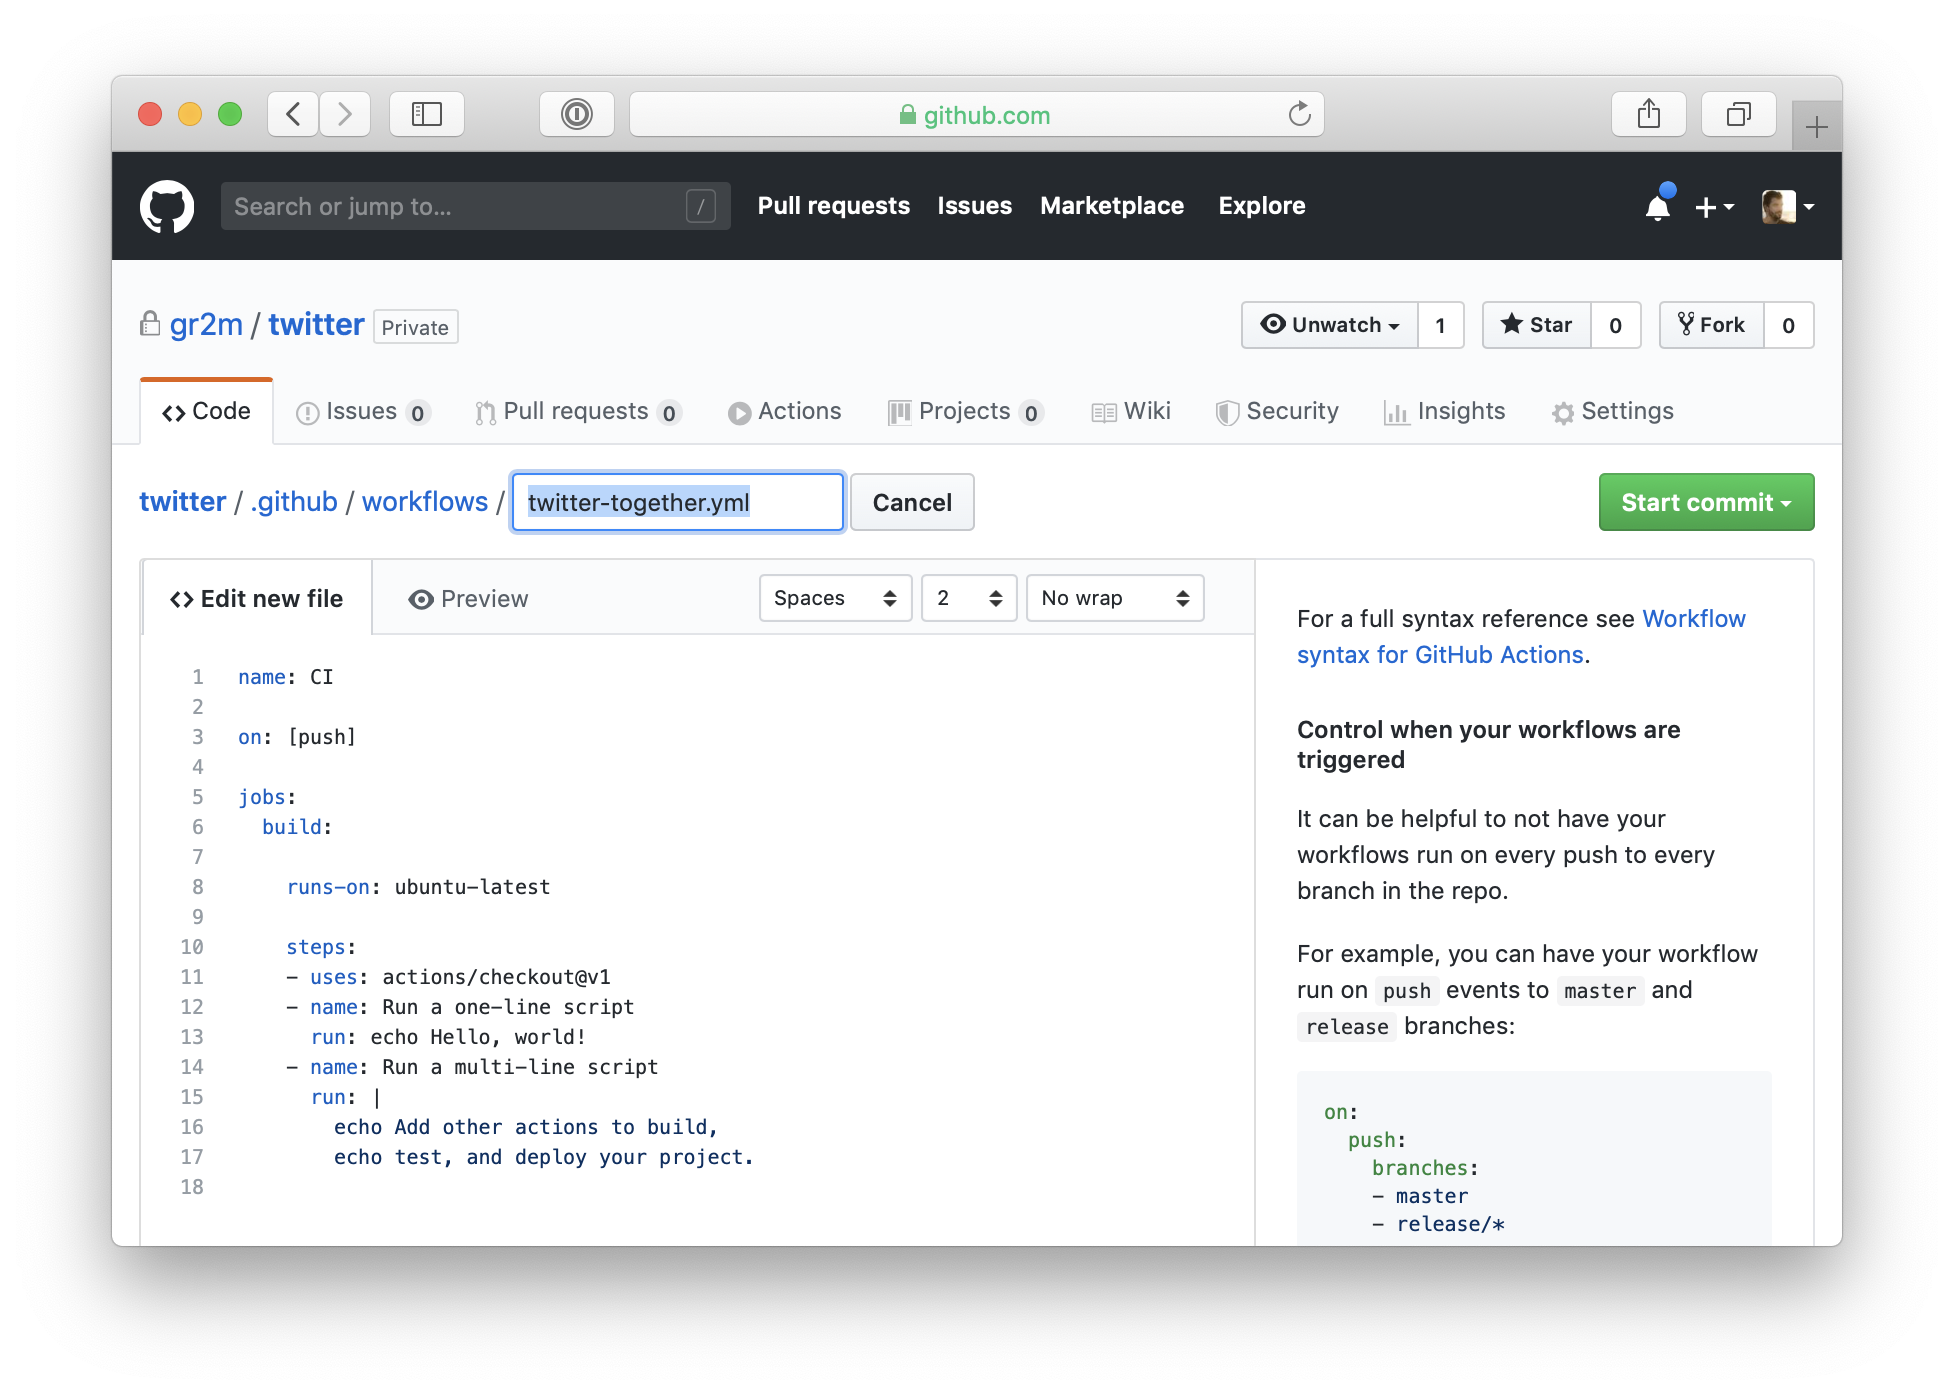 github.com
Search or jump to... /
Pull requests Issues Marketplace Explore
gr2m / twitter Private
Unwatch 1 Star 0 Fork 0
Code Issues 0 Pull requests 0 Actions Projects 0 Wiki Security Insights Settings
twitter / .github / workflows / twitter-together.yml Cancel Start commit
Edit new file Preview Spaces 2 No wrap
1 name: CI
2
3 on: [push]
4
5 jobs:
6 build:
7
8 runs-on: ubuntu-latest
9
10 steps:
11 - uses: actions/checkout@v1
12 - name: Run a one-line script
13 run: echo Hello, world!
14 - name: Run a multi-line script
15 run: |
16 echo Add other actions to build,
17 echo test, and deploy your project.
18
For a full syntax reference see Workflow
syntax for GitHub Actions.
Control when your workflows are
triggered
It can be helpful to not have your
workflows run on every push to every
branch in the repo.
For example, you can have your workflow
run on push events to master and
release branches:
on:
push:
branches:
- master
- release/*